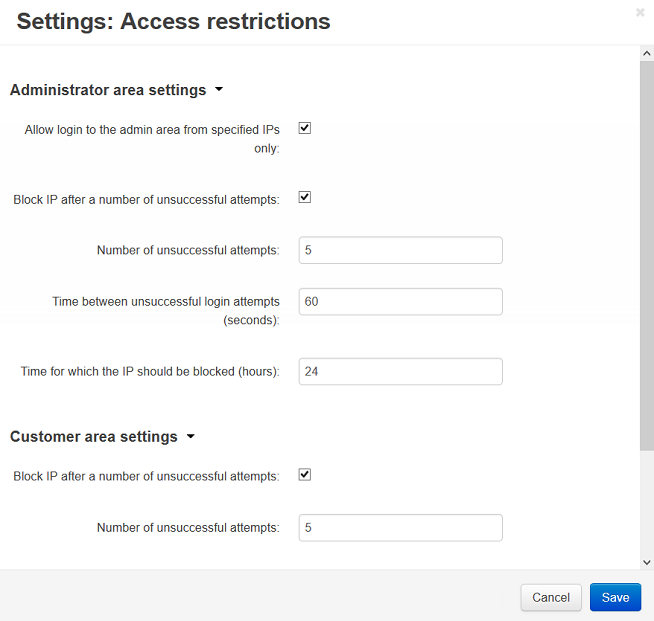 Settings: Access restrictions
Administrator area settings
Allow login to the admin area from specified IPs
only:
Block IP after a number of unsuccessful attempts:
Number of unsuccessful attempts: 5
Time between unsuccessful login attempts
(seconds): 60
Time for which the IP should be blocked (hours): 24
Customer area settings
Block IP after a number of unsuccessful attempts:
Number of unsuccessful attempts: 5
Cancel Save